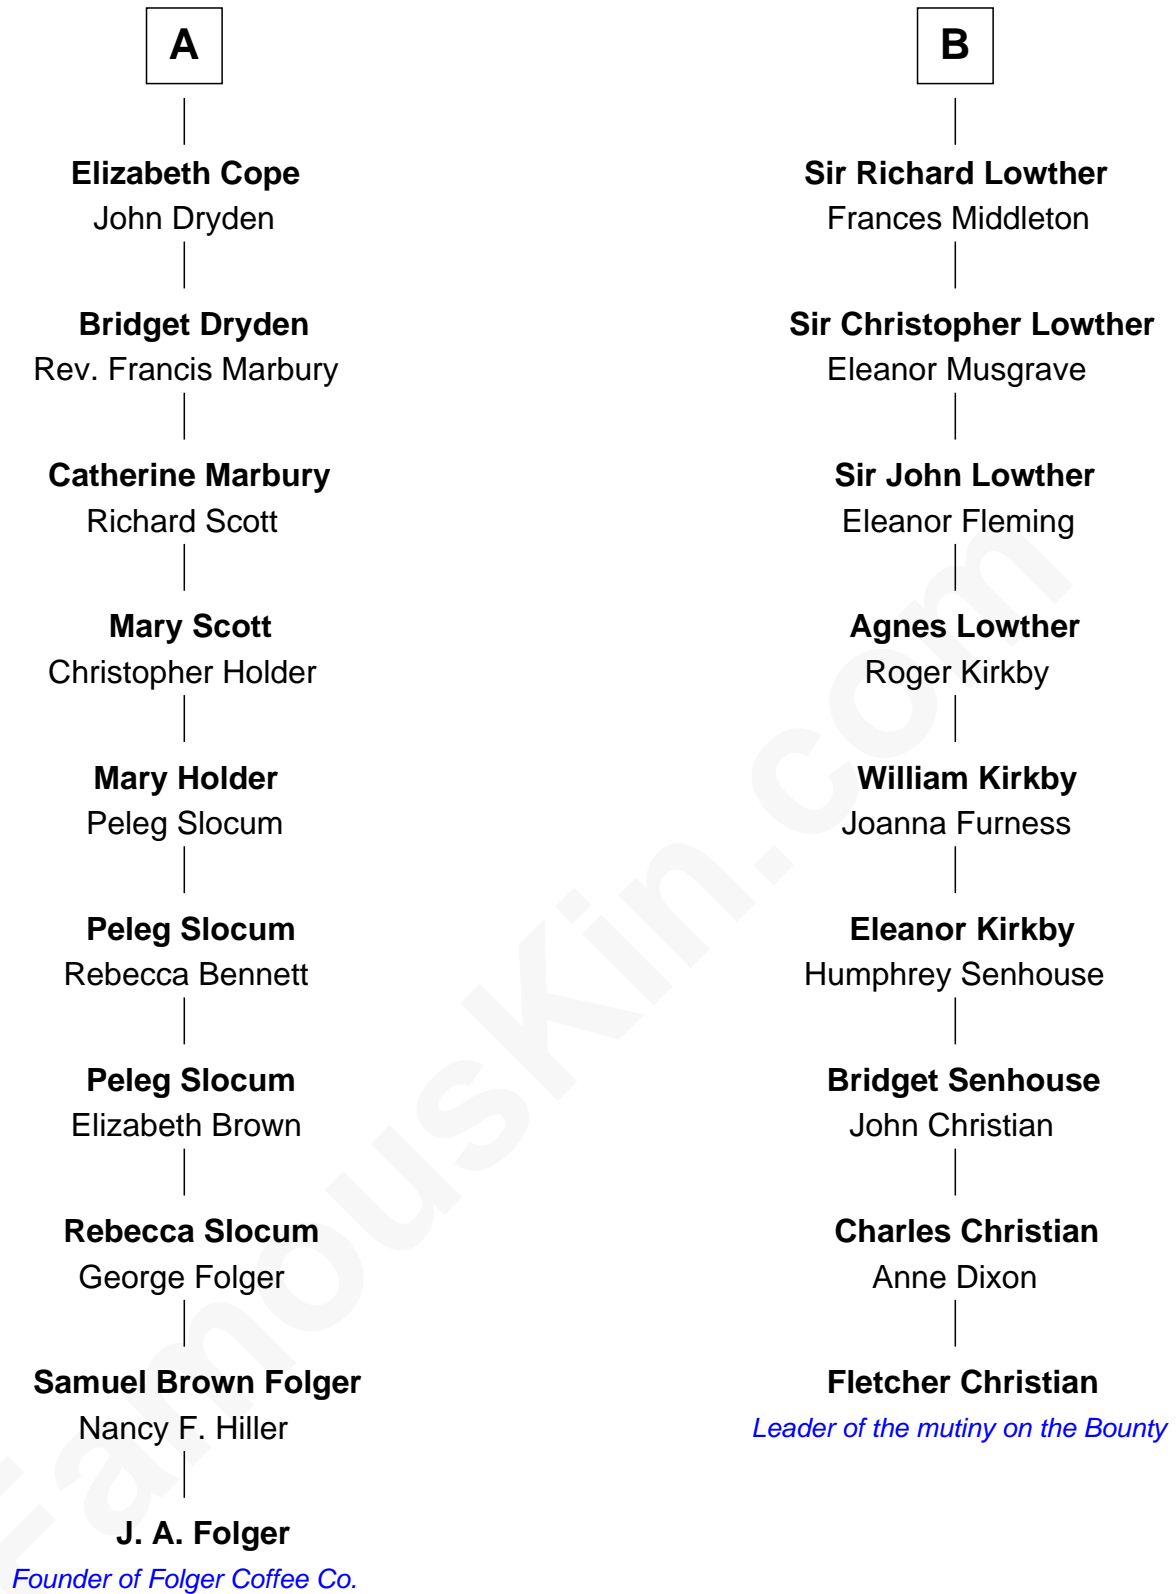 A
Elizabeth Cope
John Dryden
Bridget Dryden
Rev. Francis Marbury
Catherine Marbury
Richard Scott
Mary Scott
Christopher Holder
Mary Holder
Peleg Slocum
Peleg Slocum
Rebecca Bennett
Peleg Slocum
Elizabeth Brown
Rebecca Slocum
George Folger
Samuel Brown Folger
Nancy F. Hiller
J. A. Folger
Founder of Folger Coffee Co.
B
Sir Richard Lowther
Frances Middleton
Sir Christopher Lowther
Eleanor Musgrave
Sir John Lowther
Eleanor Fleming
Agnes Lowther
Roger Kirkby
William Kirkby
Joanna Furness
Eleanor Kirkby
Humphrey Senhouse
Bridget Senhouse
John Christian
Charles Christian
Anne Dixon
Fletcher Christian
Leader of the mutiny on the Bounty
FamousKin.com